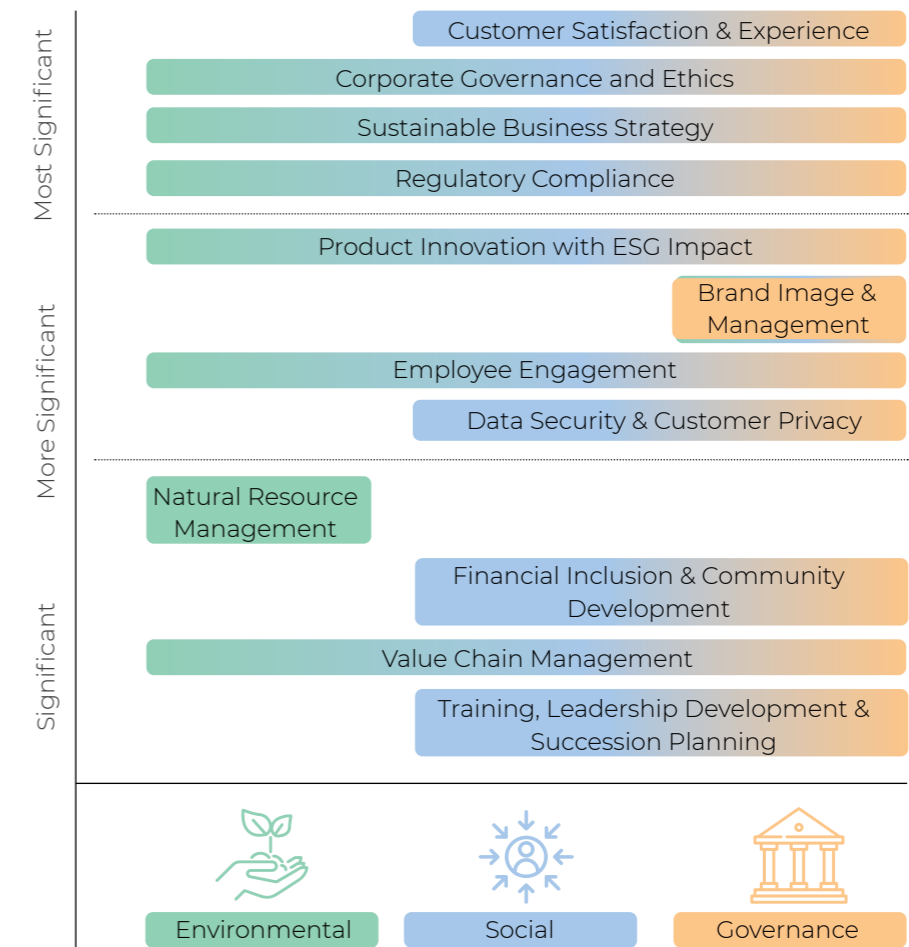 Most Significant
Customer Satisfaction & Experience
Corporate Governance and Ethics
Sustainable Business Strategy
Regulatory Compliance
More Significant
Product Innovation with ESG Impact
Brand Image &
Management
Employee Engagement
Data Security & Customer Privacy
Significant
Natural Resource
Management
Financial Inclusion & Community
Development
Value Chain Management
Training, Leadership Development &
Succession Planning
Environmental
Social
Governance